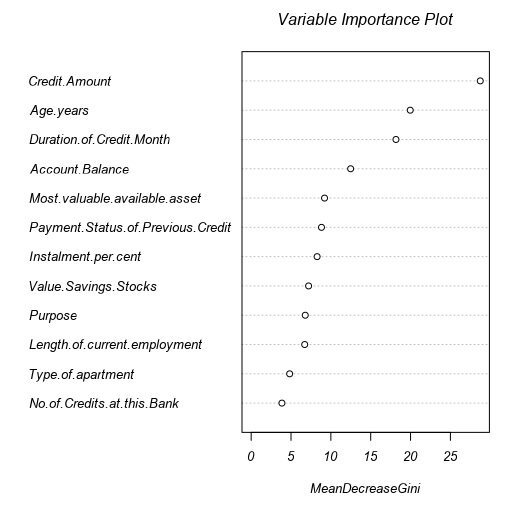 Variable Importance Plot
Credit.Amount
Age.years
Duration.of.Credit.Month
Account.Balance
Most.valuable.available.asset
Payment.Status.of.Previous.Credit
Instalment.per.cent
Value.Savings.Stocks
Purpose
Length.of.current.employment
Type.of.apartment
No.of.Credits.at.this.Bank
0 5 10 15 20 25
MeanDecreaseGini